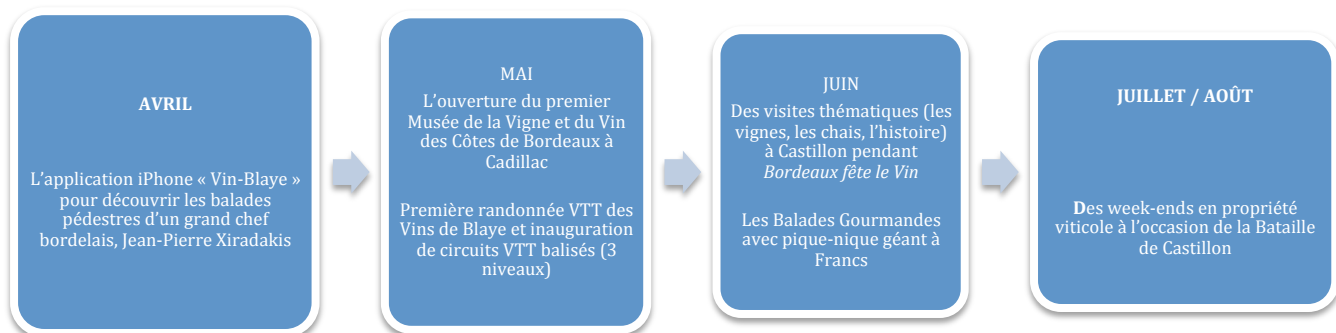 AVRIL
L'application iPhone « Vin-Blaye »
pour découvrir les balades
pédestres d'un grand chef
bordelais, Jean-Pierre Xiradakis
MAI
L'ouverture du premier
Musée de la Vigne et du Vin
des Côtes de Bordeaux à
Cadillac
Première randonnée VTT des
Vins de Blaye et inauguration
de circuits VTT balisés (3
niveaux)
JUIN
Des visites thématiques (les
vignes, les chais, l'histoire)
à Castillon pendant
Bordeaux fête le Vin
Les Balades Gourmandes
avec pique-nique géant à
Francs
JUILLET / AOÛT
Des week-ends en propriété
viticole à l'occasion de la Bataille
de Castillon